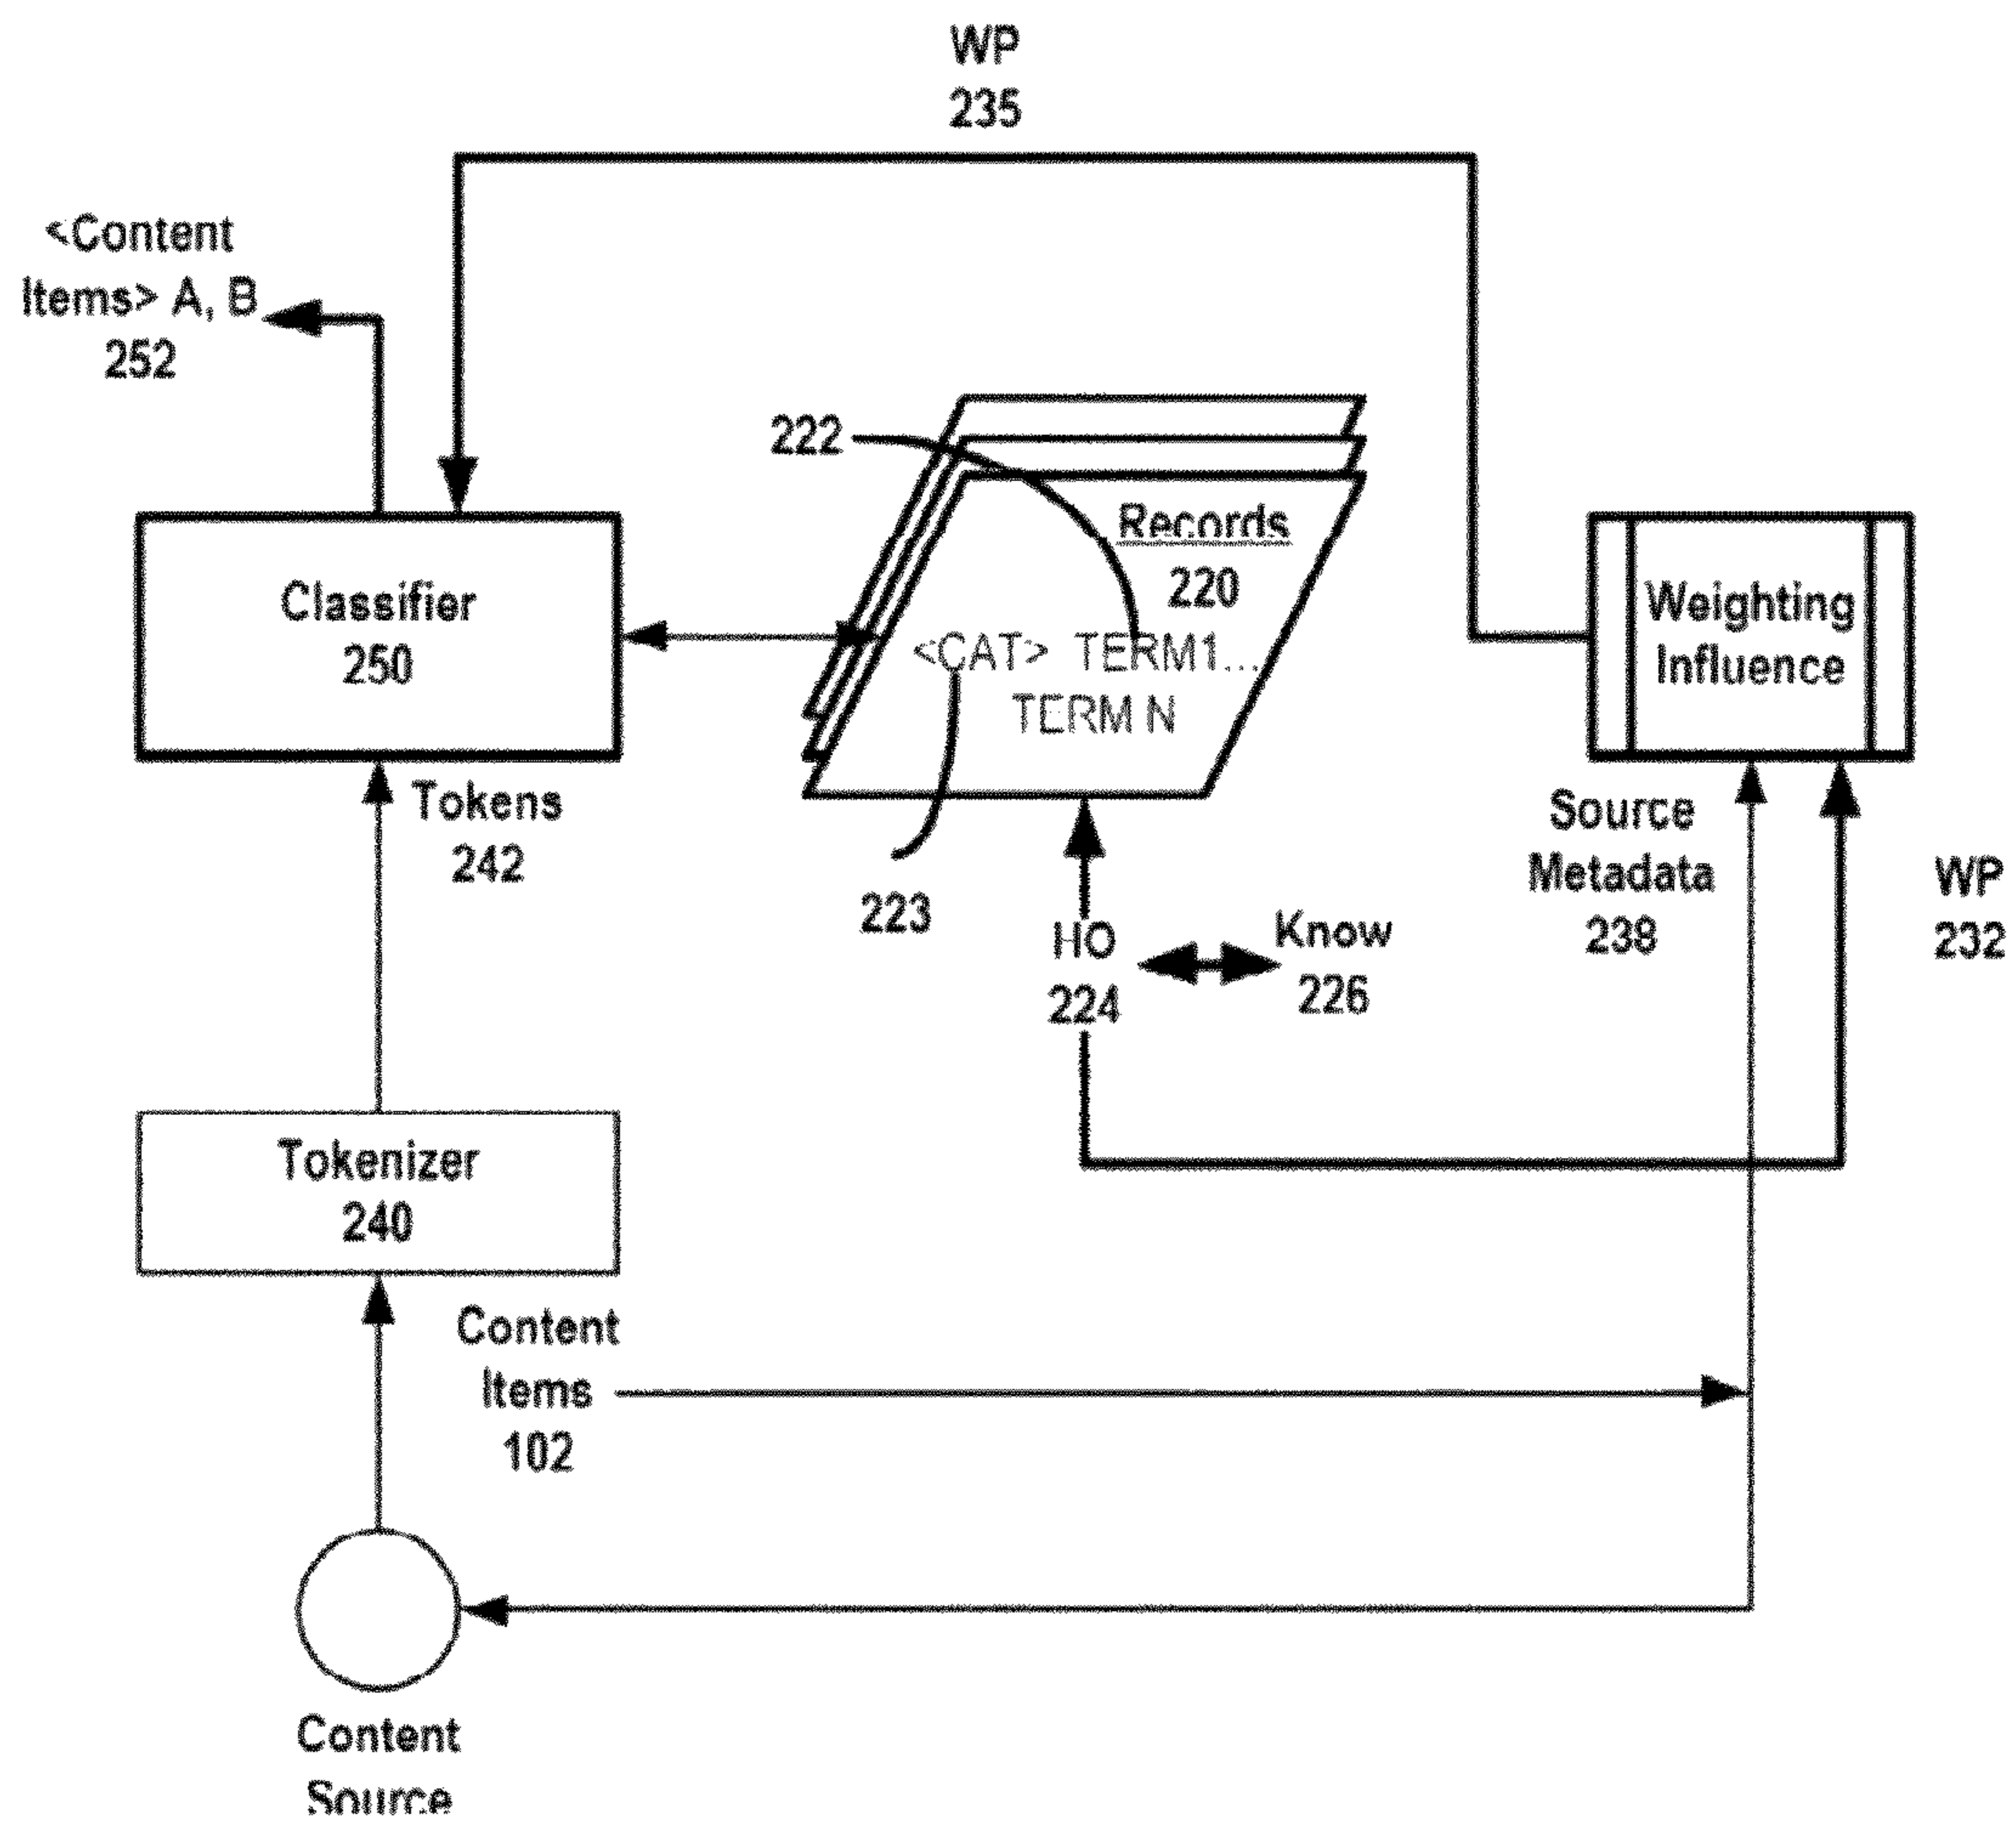 WP
235
<Content
Items> A, B
252
222
Records
220
<CAT> TERM1...
TERM N
Classifier
250
Weighting
Influence
Tokens
242
223
HO
224
Know
226
Source
Metadata
238
WP
232
Tokenizer
240
Content
Items
102
Content
Source